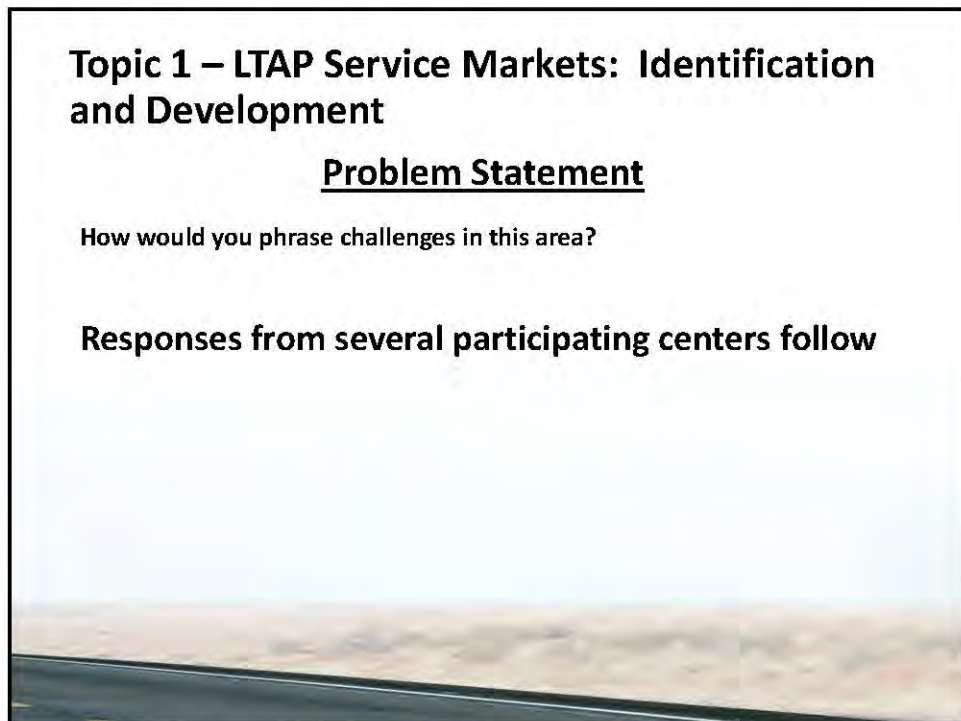 Topic 1 – LTAP Service Markets:  Identification
and Development
Problem Statement
How would you phrase challenges in this area?
Responses from several participating centers follow